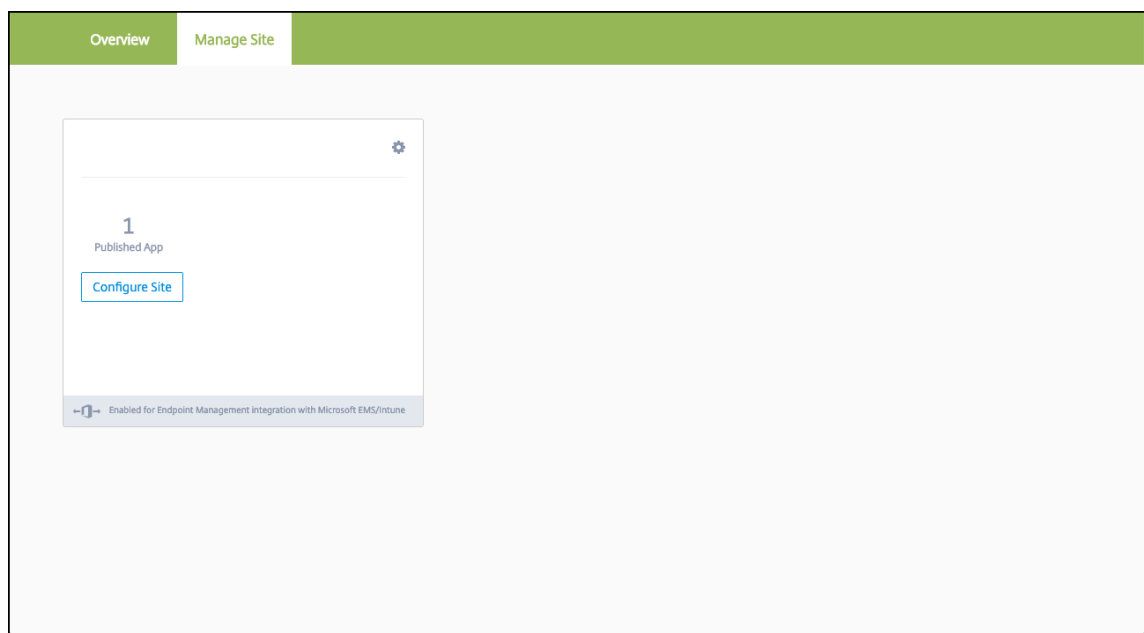 Overview
Manage Site
1
Published App
Configure Site
Enabled for Endpoint Management integration with Microsoft EMS/Intune